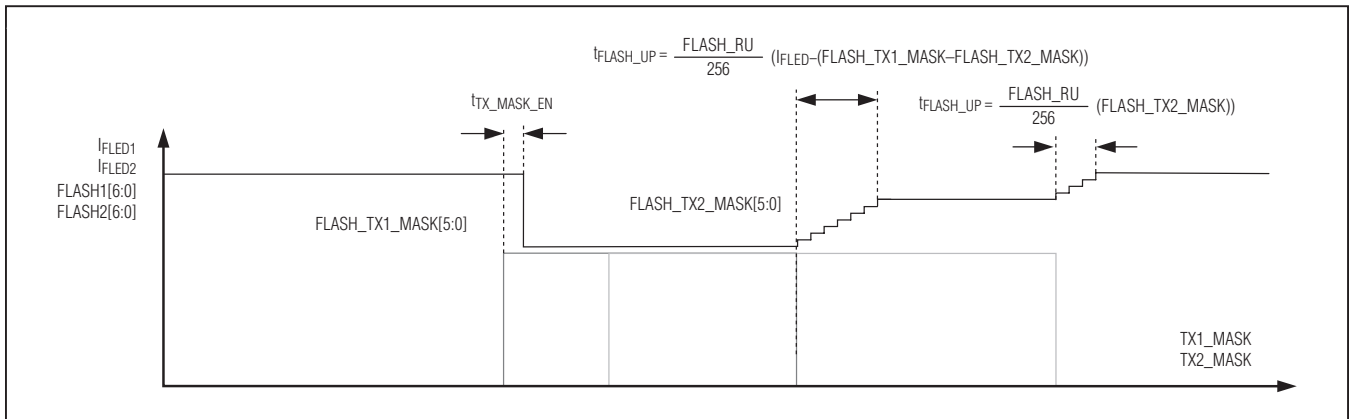 tFLASH_UP = FLASH_RU / 256 (IFLED–(FLASH_TX1_MASK–FLASH_TX2_MASK))
tTX_MASK_EN
tFLASH_UP = FLASH_RU / 256 (FLASH_TX2_MASK))
IFLED1
IFLED2
FLASH1[6:0]
FLASH2[6:0]
FLASH_TX1_MASK[5:0]
FLASH_TX2_MASK[5:0]
TX1_MASK
TX2_MASK